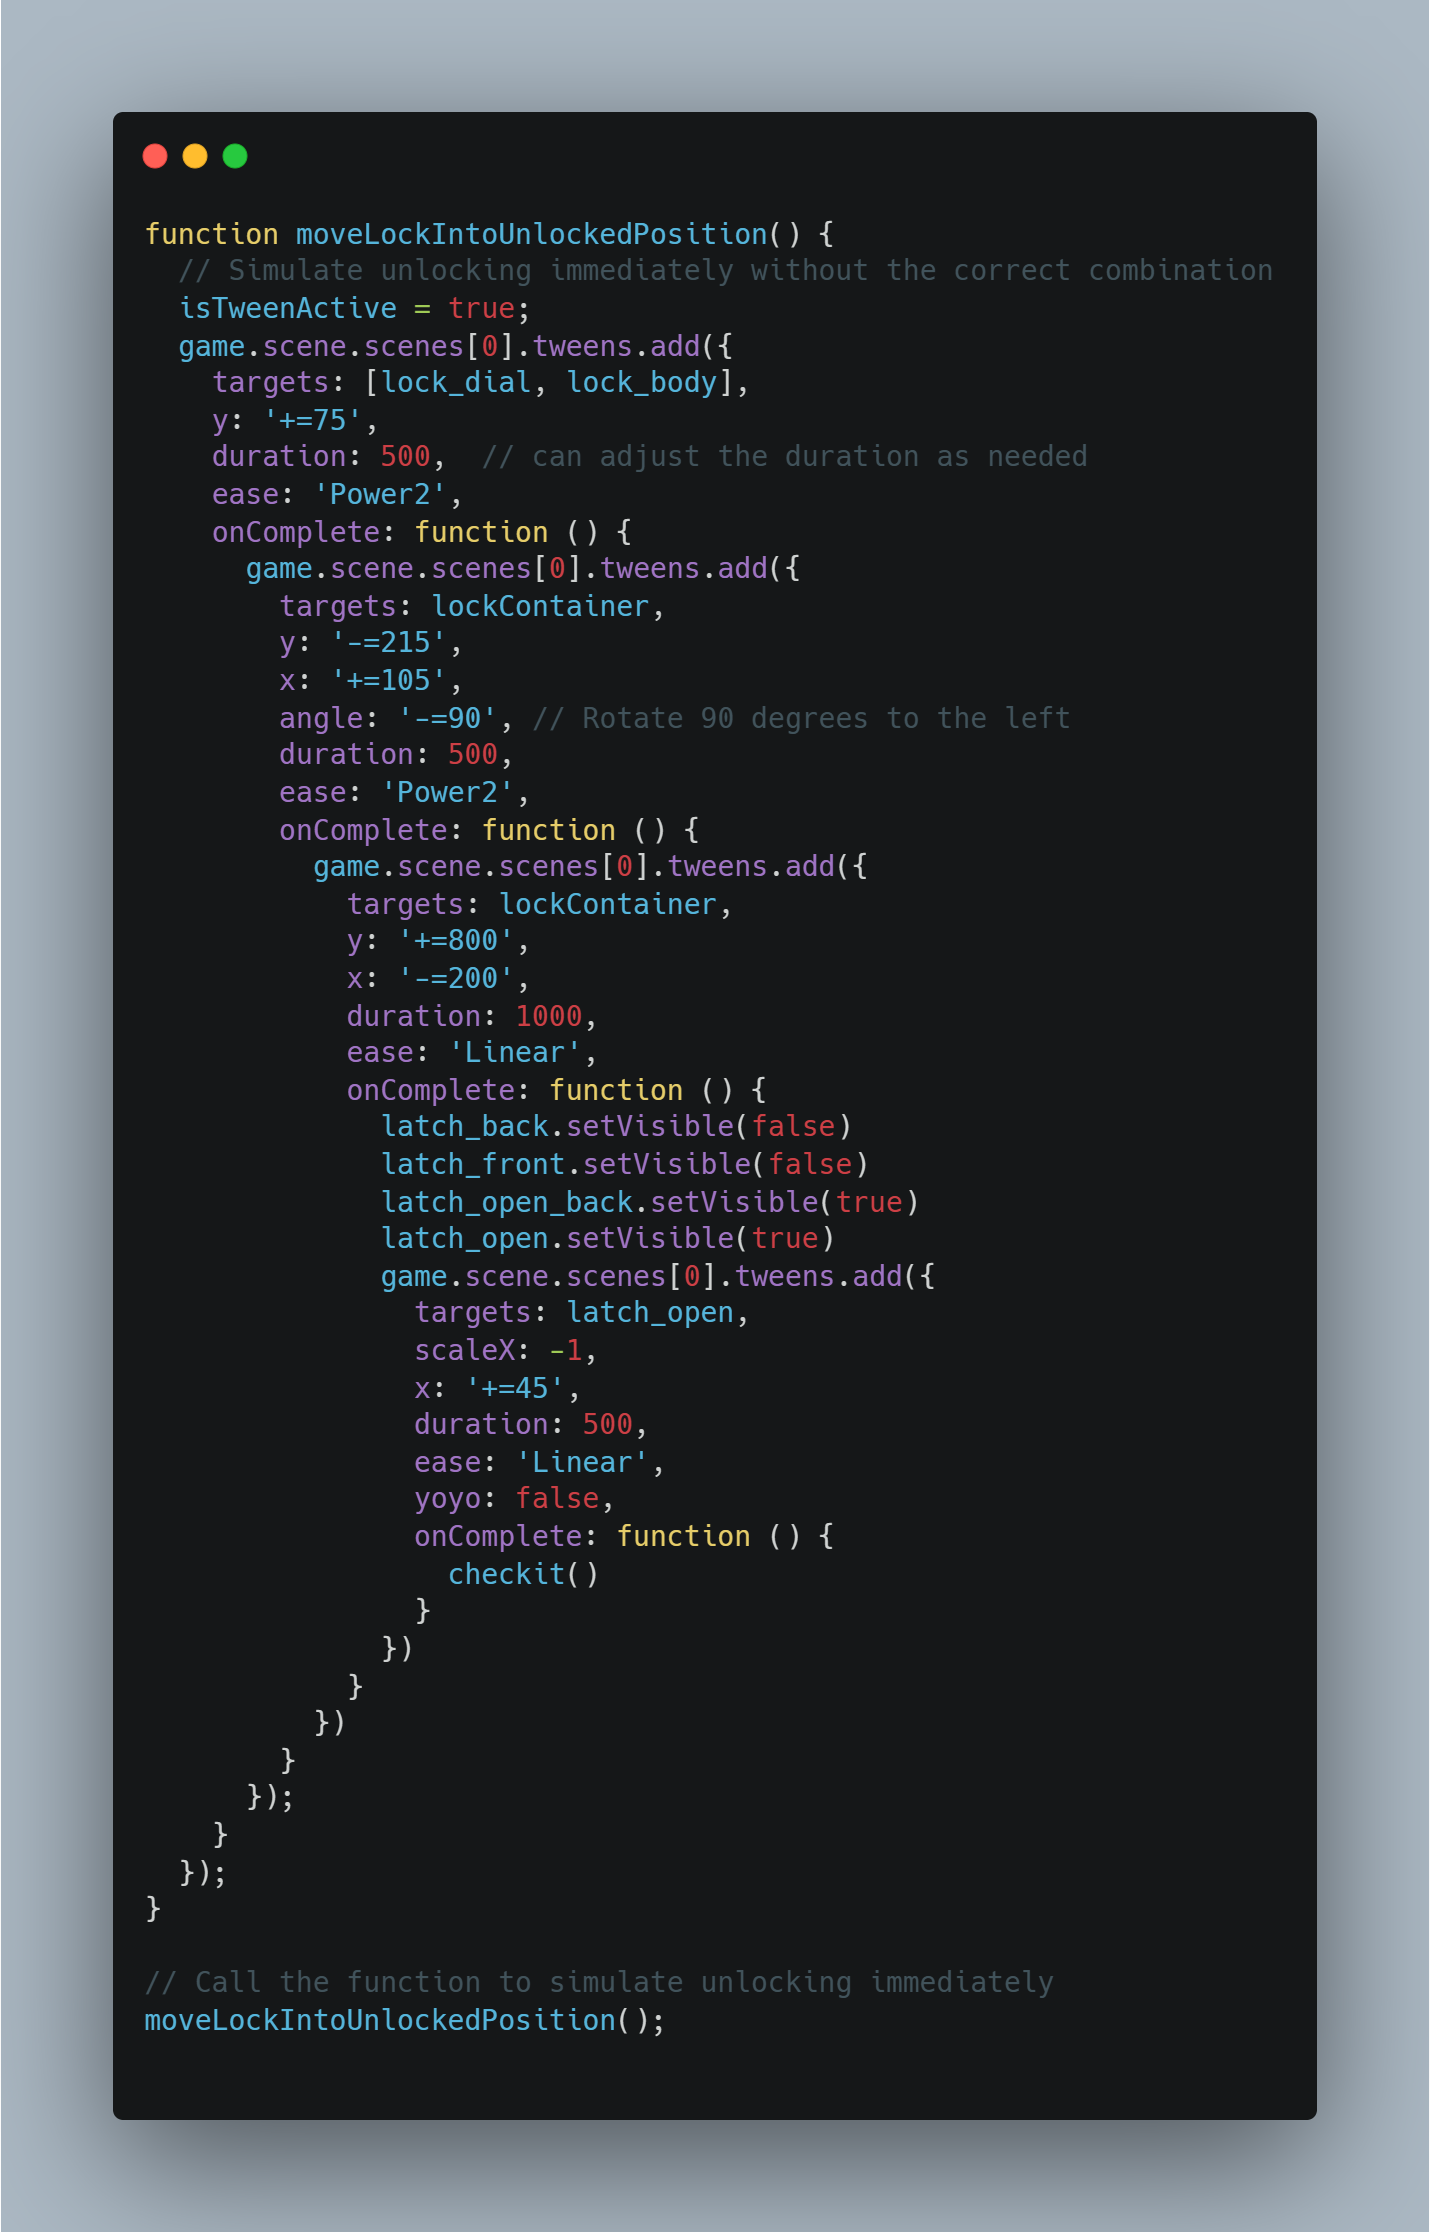 function moveLockIntoUnlockedPosition() {
  // Simulate unlocking immediately without the correct combination
  isTweenActive = true;
  game.scene.scenes[0].tweens.add({
    targets: [lock_dial, lock_body],
    y: '+=75',
    duration: 500,  // can adjust the duration as needed
    ease: 'Power2',
    onComplete: function () {
      game.scene.scenes[0].tweens.add({
        targets: lockContainer,
        y: '-=215',
        x: '+=105',
        angle: '-=90', // Rotate 90 degrees to the left
        duration: 500,
        ease: 'Power2',
        onComplete: function () {
          game.scene.scenes[0].tweens.add({
            targets: lockContainer,
            y: '+=800',
            x: '-=200',
            duration: 1000,
            ease: 'Linear',
            onComplete: function () {
              latch_back.setVisible(false)
              latch_front.setVisible(false)
              latch_open_back.setVisible(true)
              latch_open.setVisible(true)
              game.scene.scenes[0].tweens.add({
                targets: latch_open,
                scaleX: -1,
                x: '+=45',
                duration: 500,
                ease: 'Linear',
                yoyo: false,
                onComplete: function () {
                  checkit()
                }
              })
            }
          })
        }
      });
    }
  });
}

// Call the function to simulate unlocking immediately
moveLockIntoUnlockedPosition();